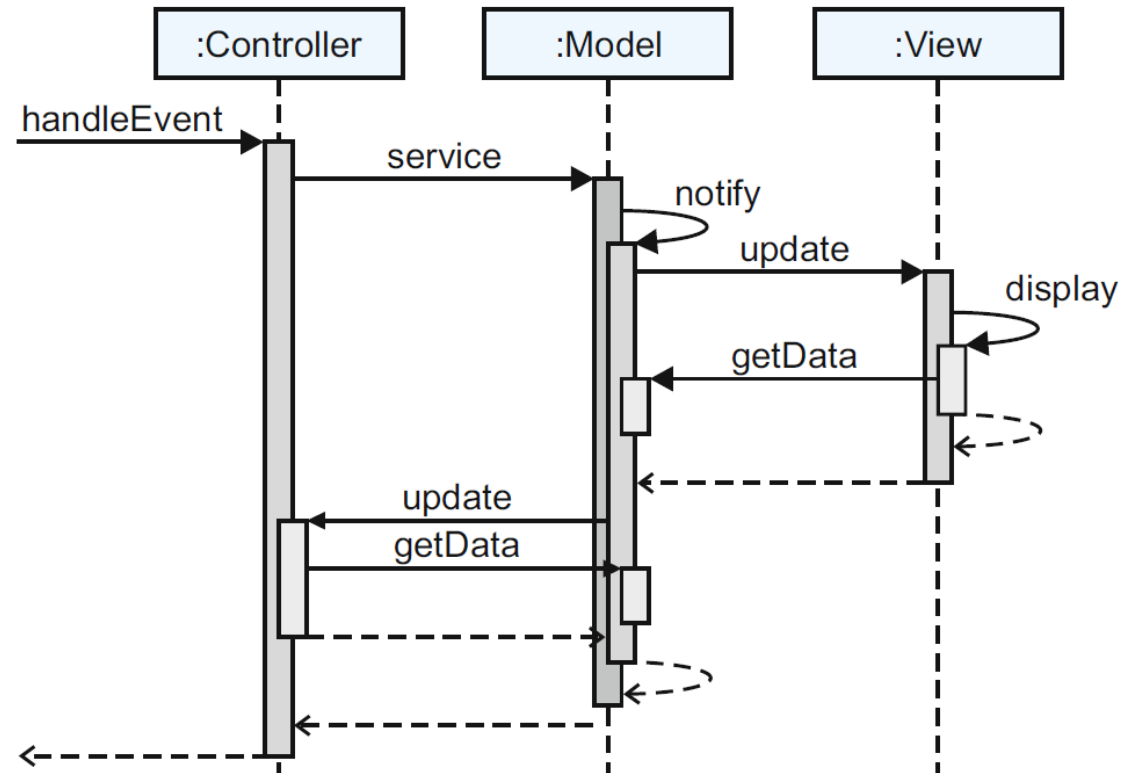 :Controller
:Model
:View
handleEvent
service
notify
update
display
getData
update
getData